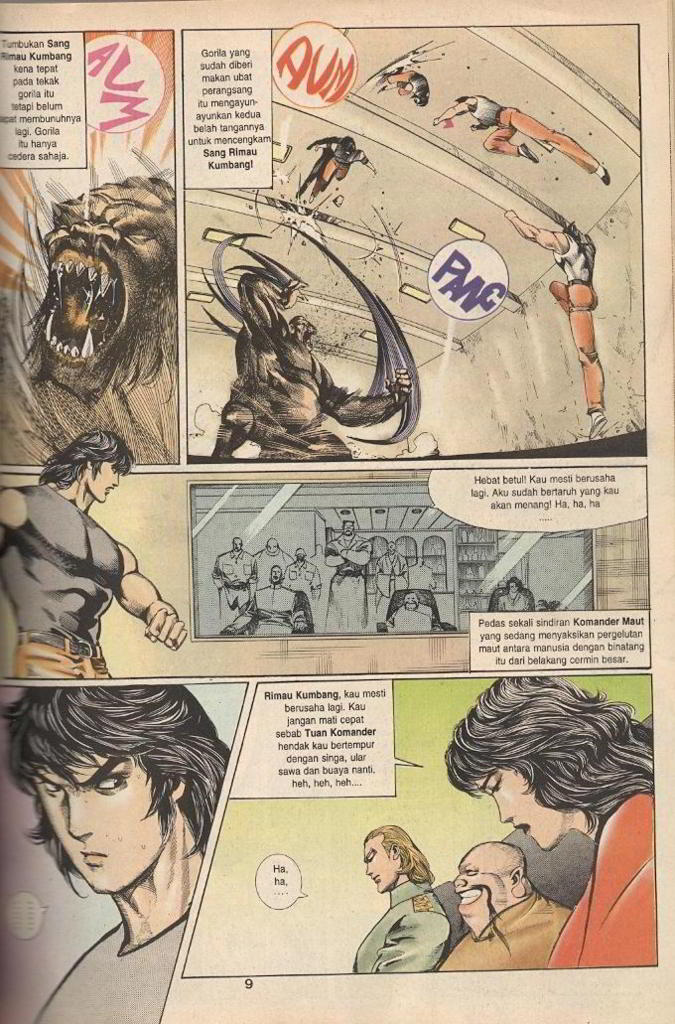 Tumbukan Sang
Rimau Kumbang
kena tepat
pada tekak
gorila itu
tetapi belum
dapat membunuhnya
lagi. Gorila
itu hanya
cedera sahaja.
AUM
Gorila yang
sudah diberi
makan ubat
perangsang
itu mengayun-
ayunkan kedua
belah tangannya
untuk mencengkam
Sang Rimau
Kumbang!
AUM
PANG
Hebat betul! Kau mesti berusaha
lagi. Aku sudah bertaruh yang kau
akan menang! Ha, ha, ha
.....
Pedas sekali sindiran Komander Maut
yang sedang menyaksikan pergelutan
maut antara manusia dengan binatang
itu dari belakang cermin besar.
Rimau Kumbang, kau mesti
berusaha lagi. Kau
jangan mati cepat
sebab Tuan Komander
hendak kau bertempur
dengan singa, ular
sawa dan buaya nanti.
heh, heh, heh....
Ha,
ha,
....
9